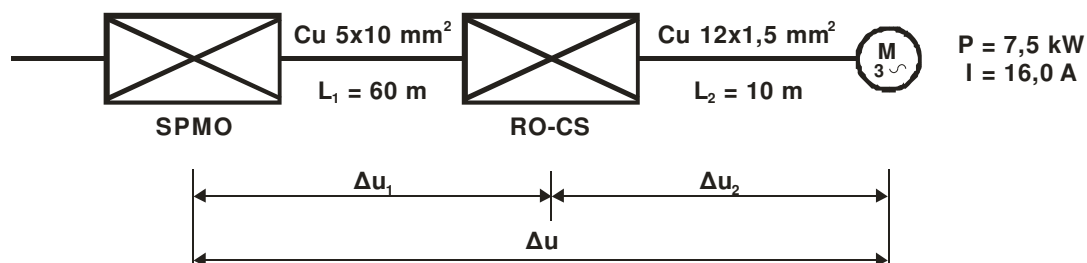 Cu 5x10 mm²
Cu 12x1,5 mm²
M
3
P = 7,5 kW
I = 16,0 A
L₁ = 60 m
L₂ = 10 m
SPMO
RO-CS
Δu₁
Δu₂
Δu